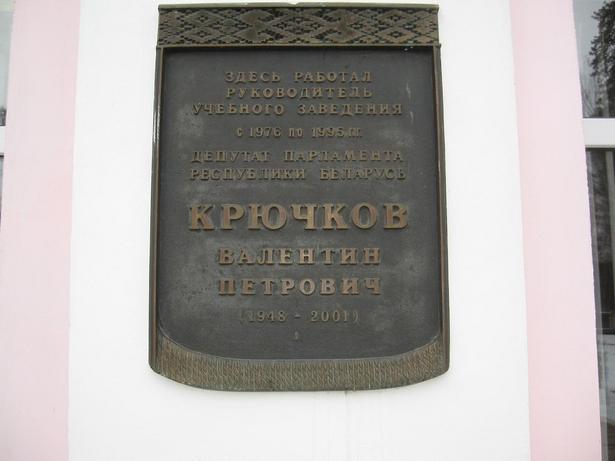 ЗДЕСЬ РАБОТАЛ
РУКОВОДИТЕЛЬ
УЧЕБНОГО ЗАВЕДЕНИЯ
С 1976 ПО 1995 ГГ.
ДЕПУТАТ ПАРЛАМЕНТА
РЕСПУБЛИКИ БЕЛАРУСЬ
КРЮЧКОВ
ВАЛЕНТИН
ПЕТРОВИЧ
(1948 - 2001)